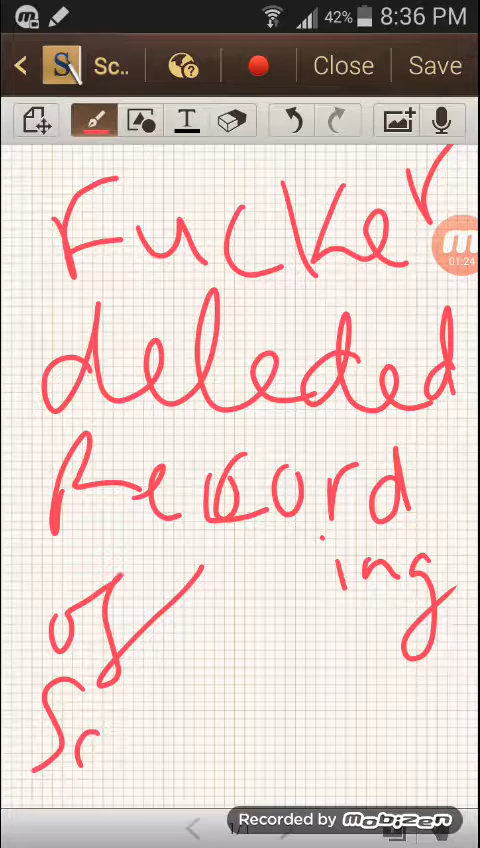 42% 8:36 PM
S Sc.. Close Save
T
Fucker
01:24
deleted
Record
ing
of
Sc
1/1
Recorded by Mobizen